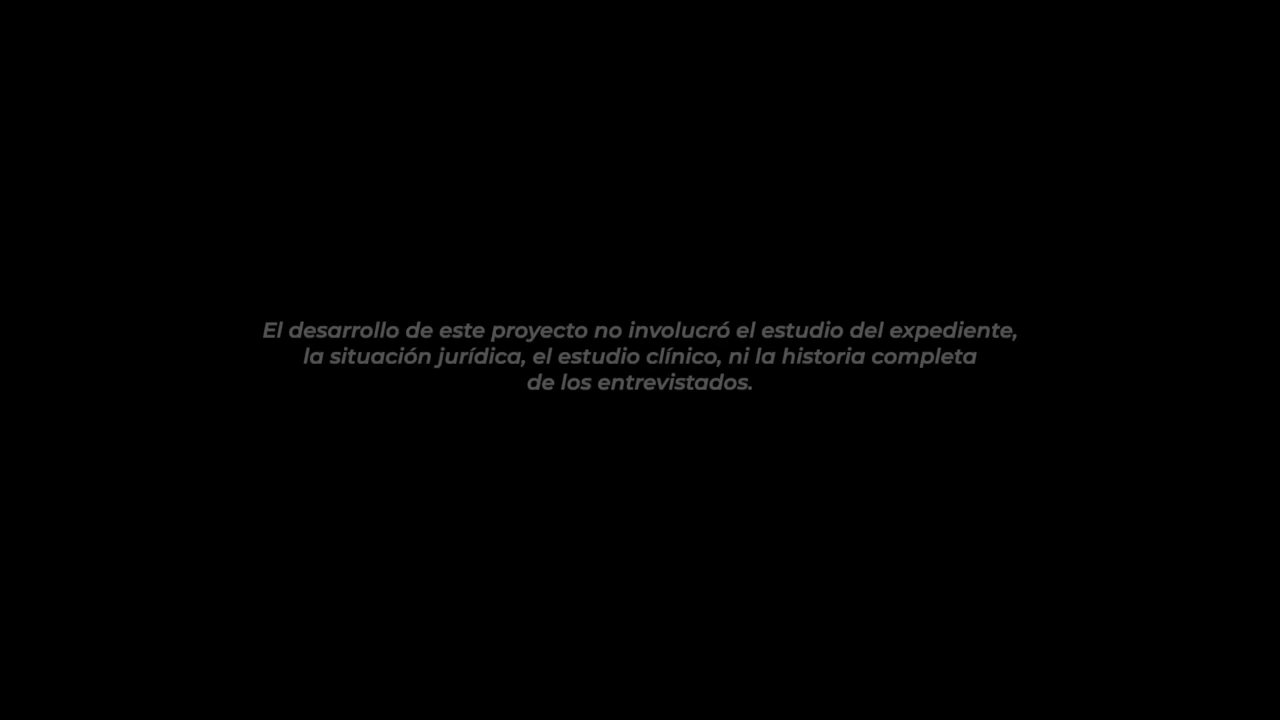 El desarrollo de este proyecto no involucró el estudio del expediente,
la situación jurídica, el estudio clínico, ni la historia completa
de los entrevistados.